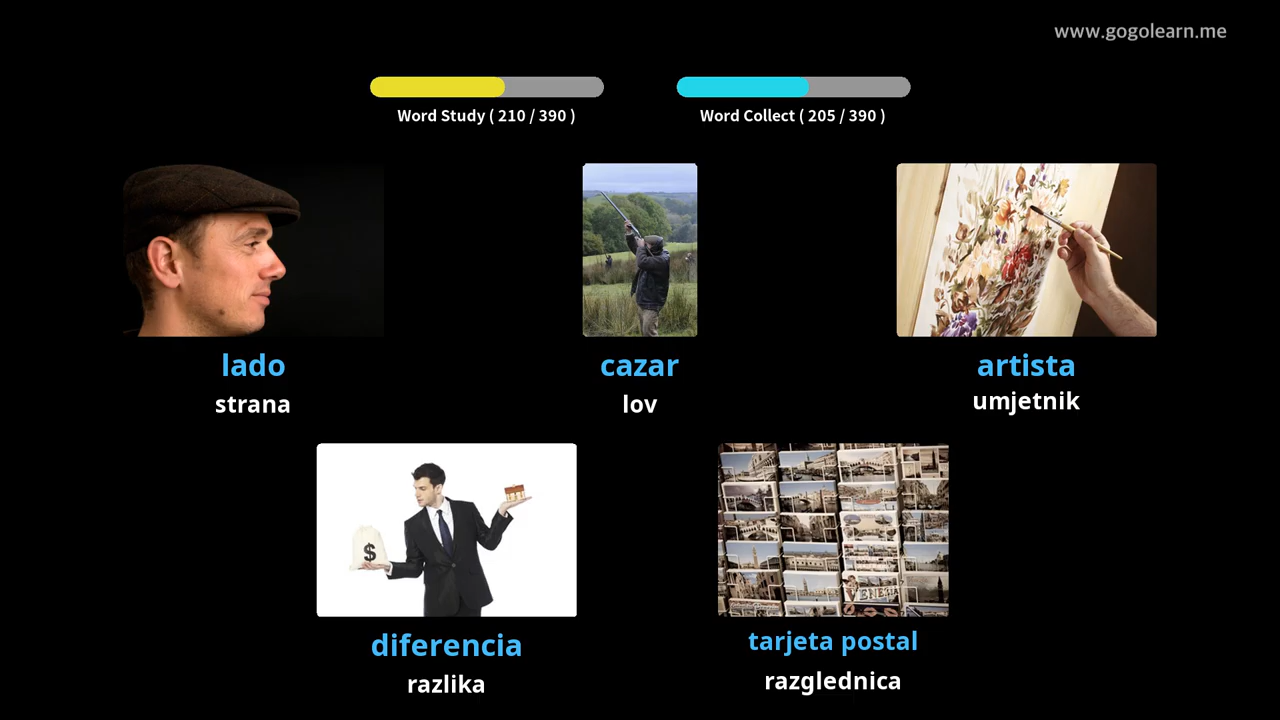 www.gogolearn.me
Word Study ( 210 / 390 )
Word Collect ( 205 / 390 )
lado
strana
cazar
lov
artista
umjetnik
$
VENEZIA
diferencia
razlika
tarjeta postal
razglednica